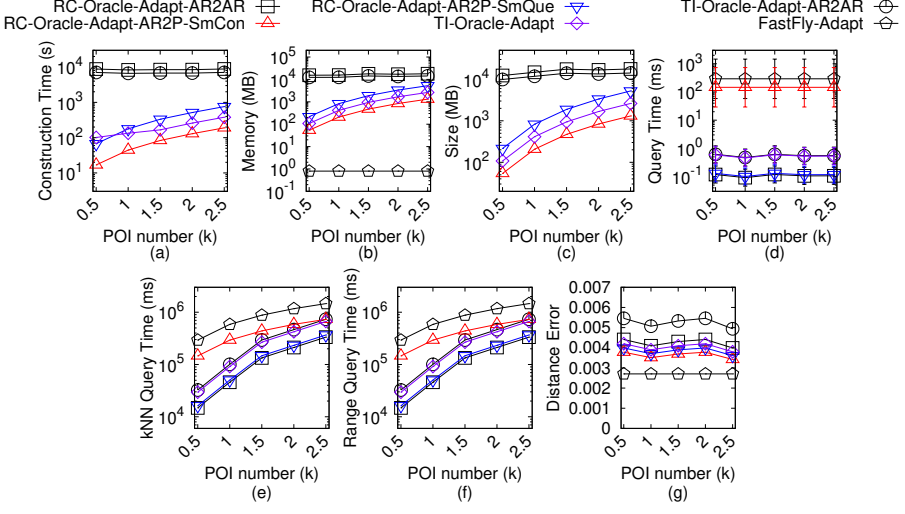 RC-Oracle-Adapt-AR2AR
RC-Oracle-Adapt-AR2P-SmCon
RC-Oracle-Adapt-AR2P-SmQue
TI-Oracle-Adapt
TI-Oracle-Adapt-AR2AR
FastFly-Adapt
Construction Time (s)
10^4
10^3
10^2
10^1
0.5 1 1.5 2 2.5
POI number (k)
(a)
Memory (MB)
10^5
10^4
10^3
10^2
10^1
10^0
10^-1
0.5 1 1.5 2 2.5
POI number (k)
(b)
Size (MB)
10^4
10^3
10^2
0.5 1 1.5 2 2.5
POI number (k)
(c)
Query Time (ms)
10^3
10^2
10^1
10^0
10^-1
0.5 1 1.5 2 2.5
POI number (k)
(d)
kNN Query Time (ms)
10^6
10^5
10^4
0.5 1 1.5 2 2.5
POI number (k)
(e)
Range Query Time (ms)
10^6
10^5
10^4
0.5 1 1.5 2 2.5
POI number (k)
(f)
Distance Error
0.007
0.006
0.005
0.004
0.003
0.002
0.001
0
0.5 1 1.5 2 2.5
POI number (k)
(g)